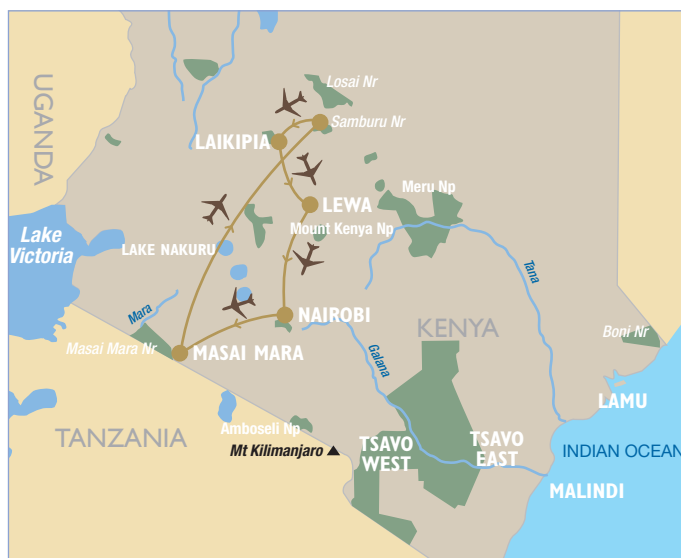 UGANDA
Losai Nr
Samburu Nr
LAIKIPIA
Meru Np
LEWA
Mount Kenya Np
Lake
Victoria
LAKE NAKURU
Tana
Mara
NAIROBI
KENYA
Boni Nr
Masai Mara Nr
MASAI MARA
Galana
LAMU
Amboseli Np
TANZANIA
Mt Kilimanjaro
TSAVO
WEST
TSAVO
EAST
INDIAN OCEAN
MALINDI